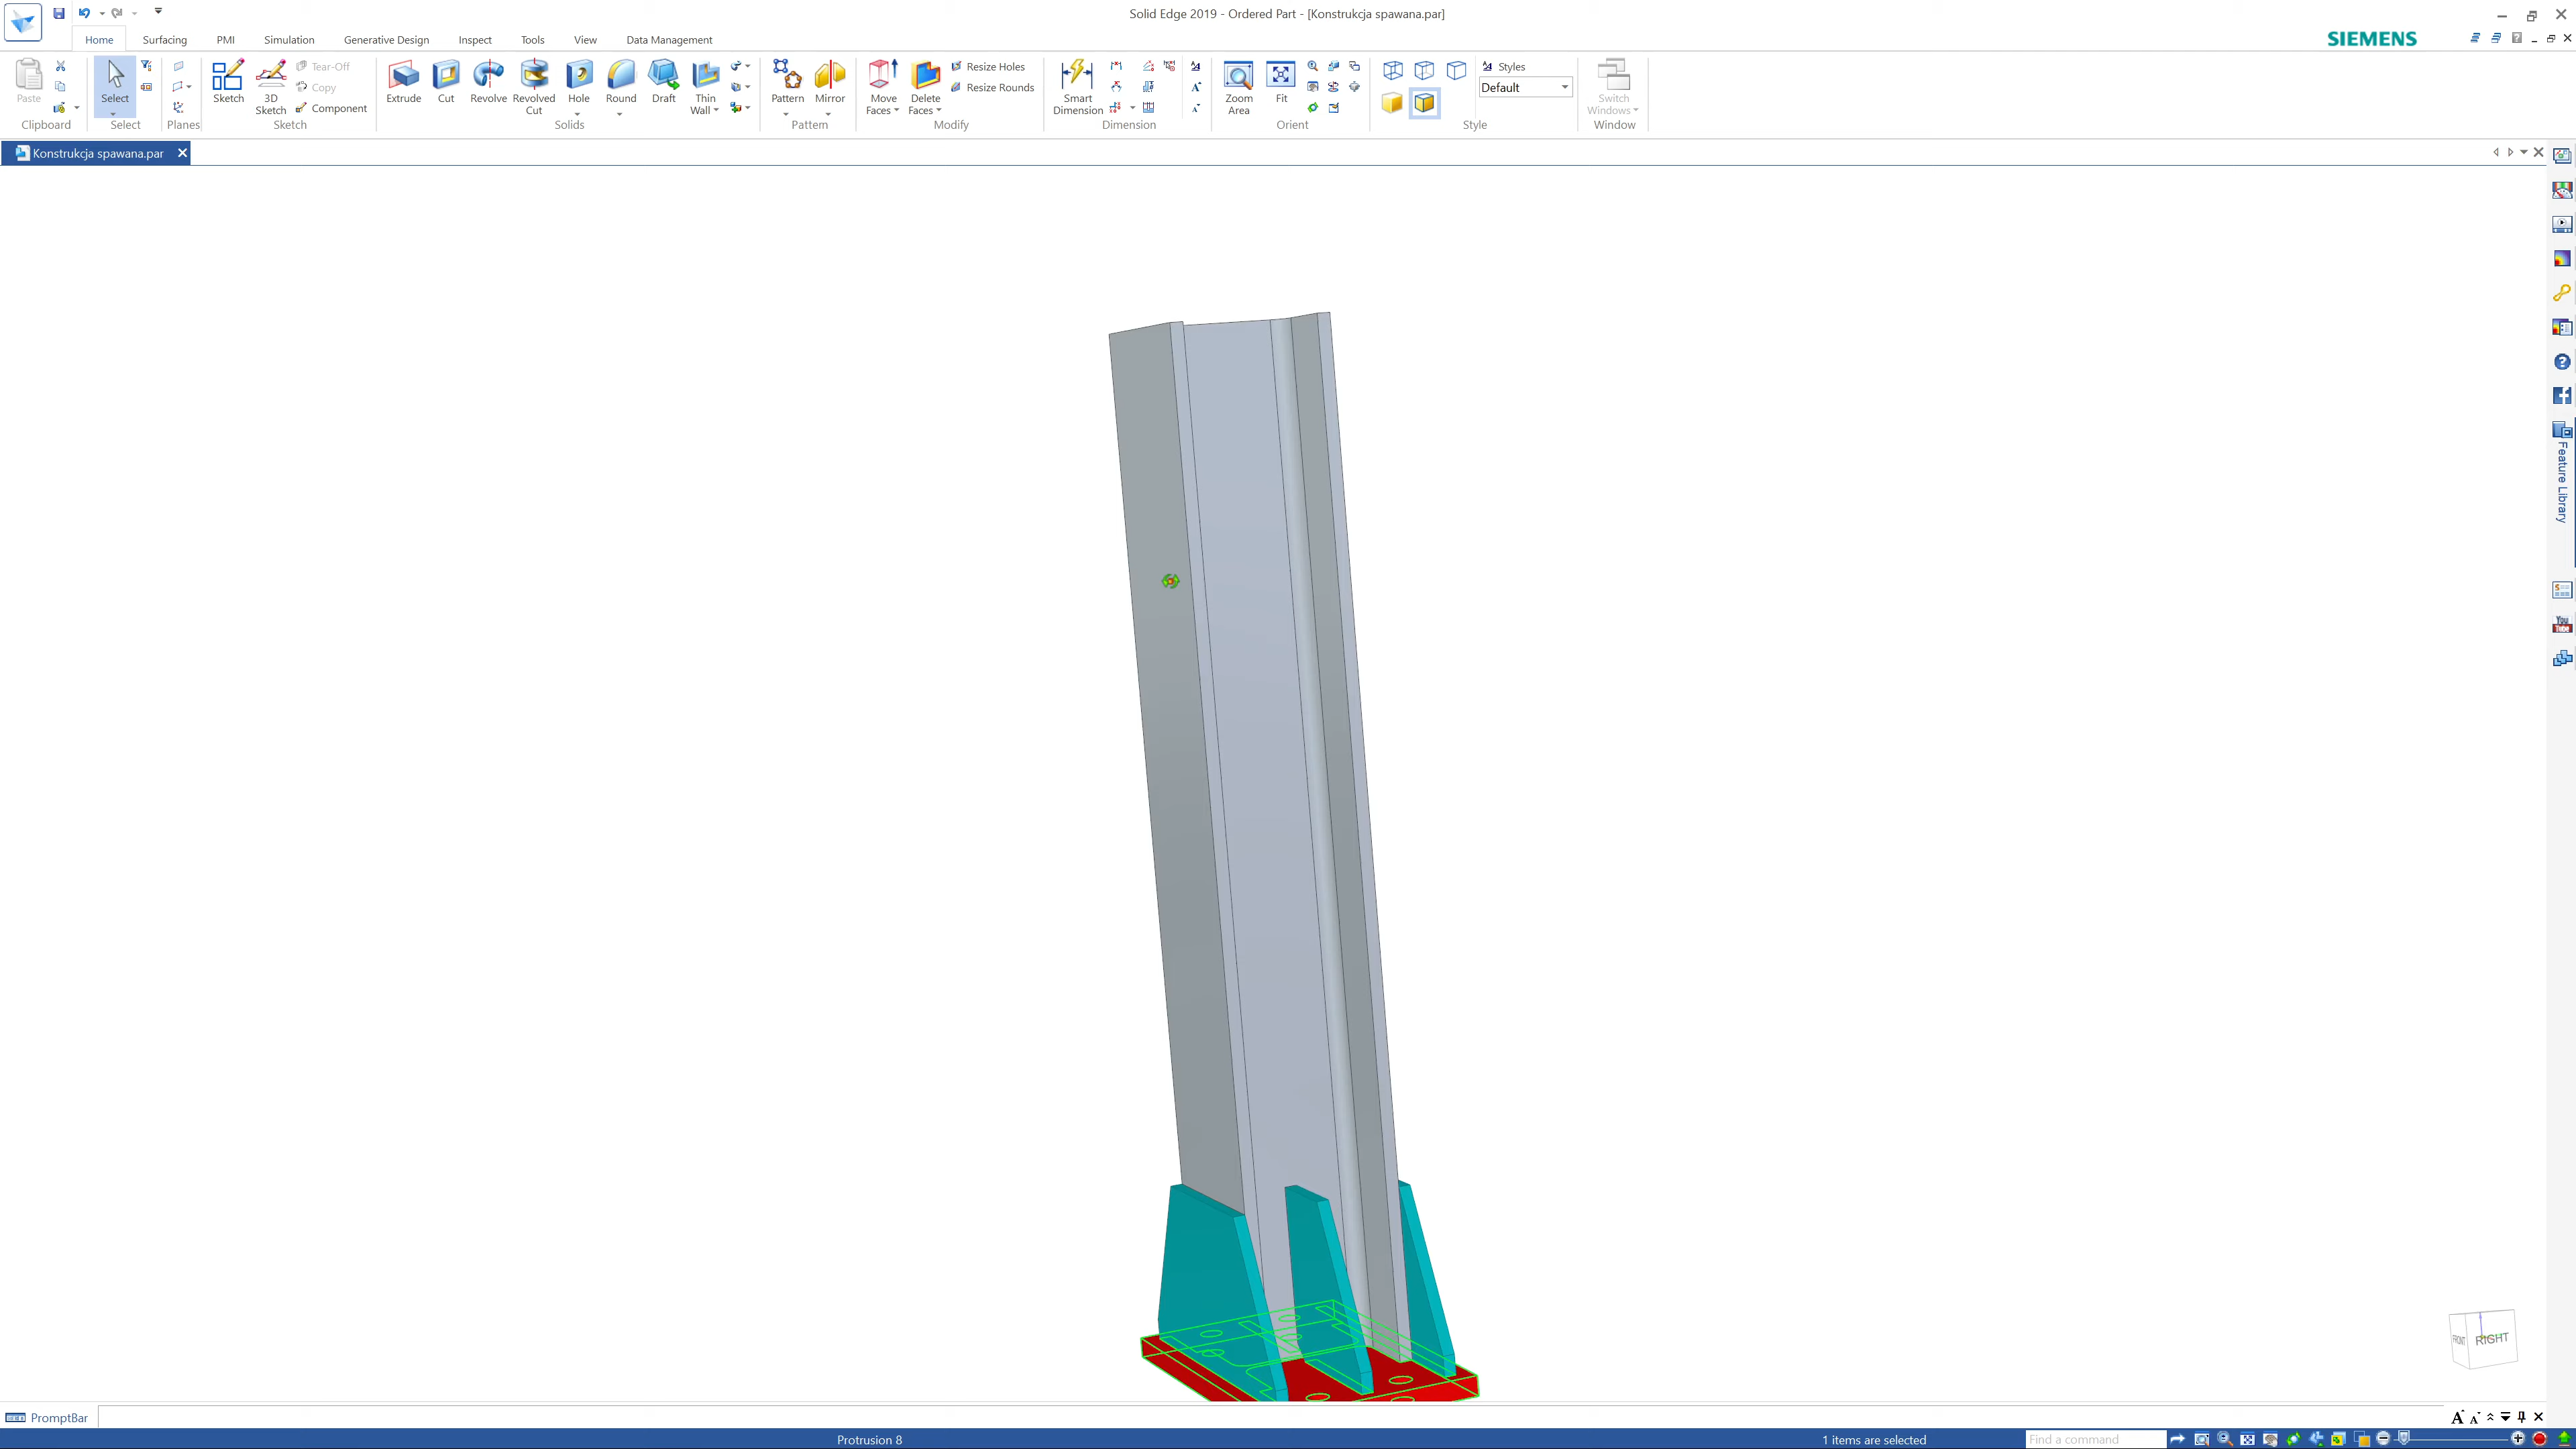 Solid Edge 2019 - Ordered Part - [Konstrukcja spawana.par]
Home Surfacing PMI Simulation Generative Design Inspect Tools View Data Management
SIEMENS
Paste
Clipboard
Select
Select
Planes
Sketch
3D Sketch
Tear-Off
Copy
Component
Sketch
Extrude
Cut
Revolve
Revolved Cut
Hole
Round
Draft
Thin Wall
Solids
Pattern
Mirror
Pattern
Move Faces
Delete Faces
Resize Holes
Resize Rounds
Modify
Smart Dimension
Dimension
Zoom Area
Fit
Orient
Styles
Default
Style
Switch Windows
Window
Konstrukcja spawana.par
Feature Library
You
Tube
FRONT
RIGHT
PromptBar
Protrusion 8
1 items are selected
Find a command